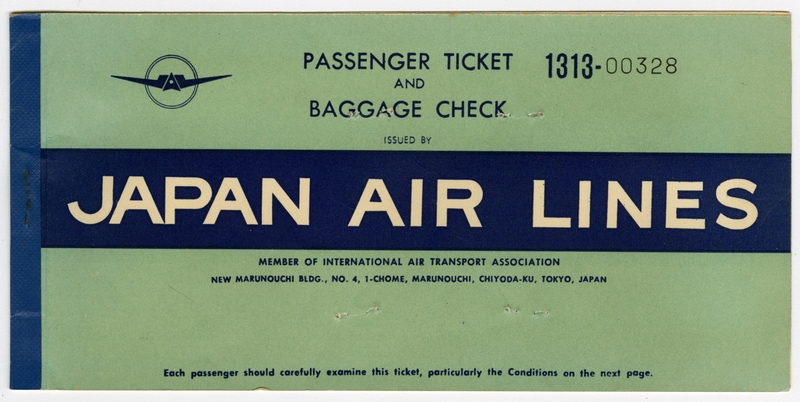 PASSENGER TICKET 1313-00328
AND
BAGGAGE CHECK
ISSUED BY
JAPAN AIR LINES
MEMBER OF INTERNATIONAL AIR TRANSPORT ASSOCIATION
NEW MARUNOUCHI BLDG., NO. 4, 1-CHOME, MARUNOUCHI, CHIYODA-KU, TOKYO, JAPAN
Each passenger should carefully examine this ticket, particularly the Conditions on the next page.